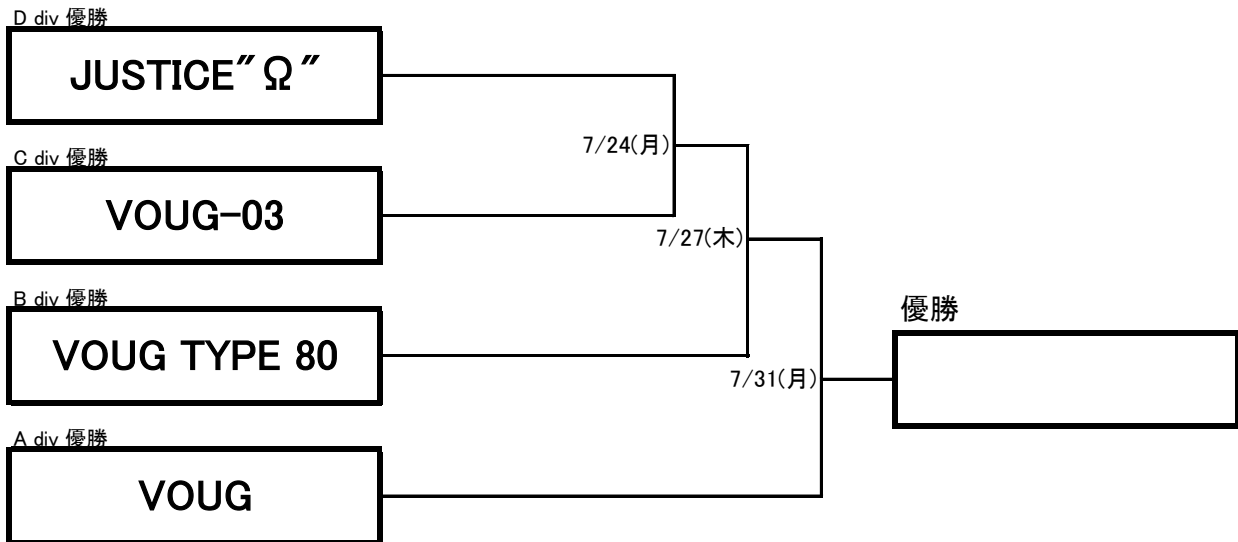 D div 優勝
JUSTICE"Ω"
7/24(月)
C div 優勝
VOUG-03
7/27(木)
B div 優勝
VOUG TYPE 80
優勝
7/31(月)
A div 優勝
VOUG